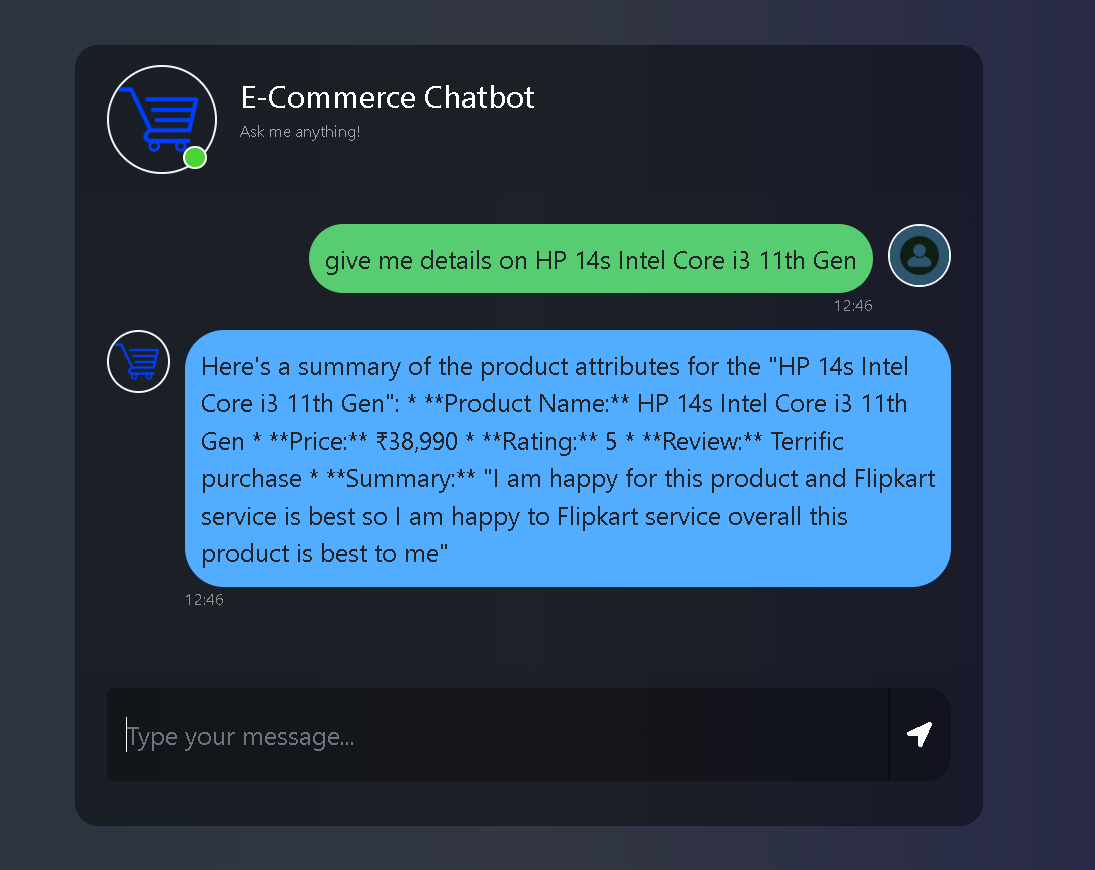 E-Commerce Chatbot
Ask me anything!
give me details on HP 14s Intel Core i3 11th Gen
12:46
Here's a summary of the product attributes for the "HP 14s Intel
Core i3 11th Gen": * **Product Name:** HP 14s Intel Core i3 11th
Gen * **Price:** ₹38,990 * **Rating:** 5 * **Review:** Terrific
purchase * **Summary:** "I am happy for this product and Flipkart
service is best so I am happy to Flipkart service overall this
product is best to me"
12:46
Type your message...